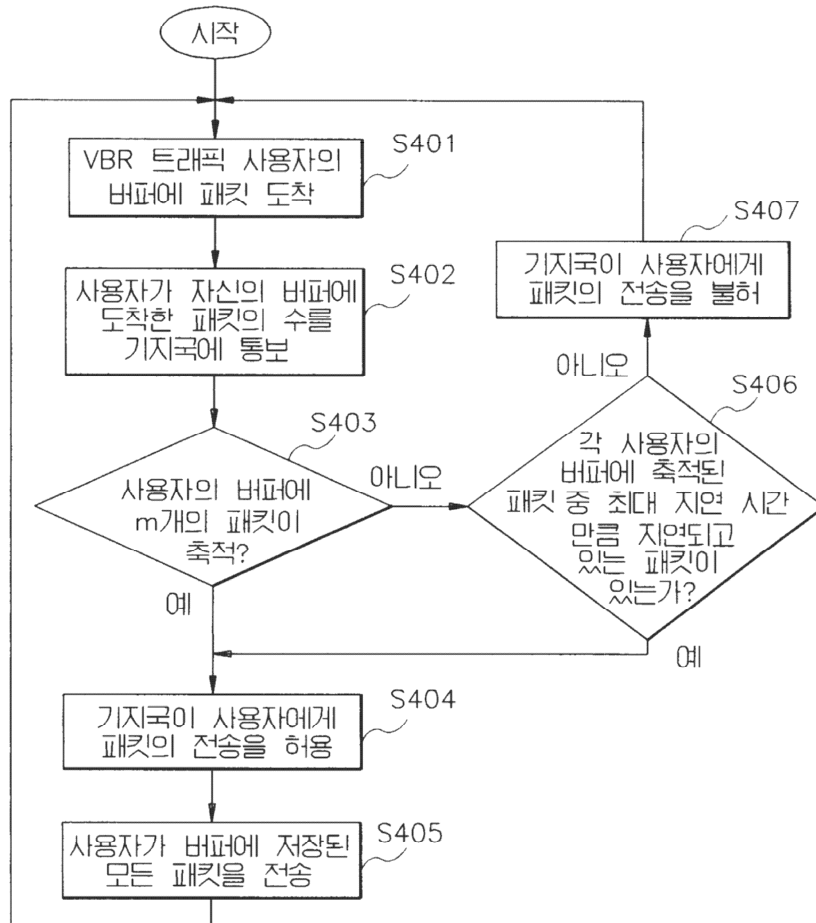 시작
S401
VBR 트래픽 사용자의
버퍼에 패킷 도착
S402
사용자가 자신의 버퍼에
도착한 패킷의 수를
기지국에 통보
S403
사용자의 버퍼에
m개의 패킷이
축적?
아니오
예
S407
기지국이 사용자에게
패킷의 전송을 불허
아니오
S406
각 사용자의
버퍼에 축적된
패킷 중 최대 지연 시간
만큼 지연되고
있는 패킷이
있는가?
예
S404
기지국이 사용자에게
패킷의 전송을 허용
S405
사용자가 버퍼에 저장된
모든 패킷을 전송